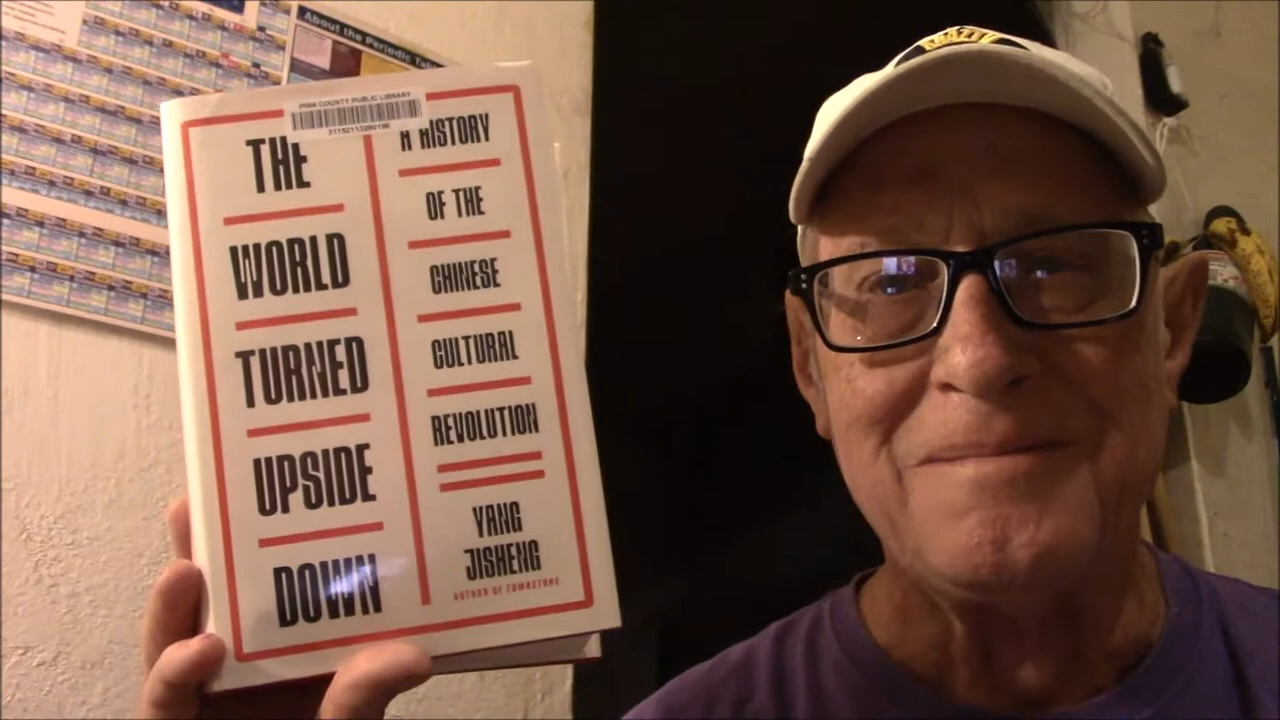 About the Periodic Tab
PIMA COUNTY PUBLIC LIBRARY
THE
WORLD
TURNED
UPSIDE
DOWN
A HISTORY
OF THE
CHINESE
CULTURAL
REVOLUTION
YANG
JISHENG
AUTHOR OF TOMBSTONE